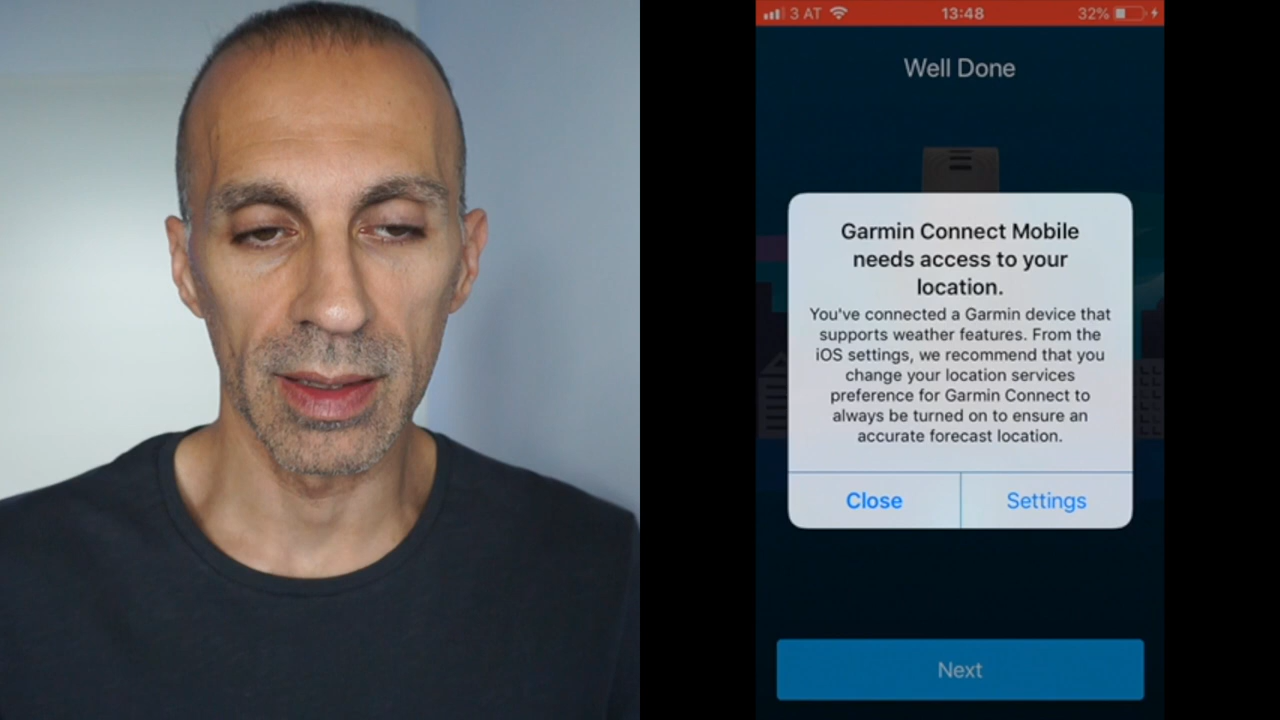 3 AT 13:48 32%
Well Done
Garmin Connect Mobile
needs access to your
location.
You've connected a Garmin device that
supports weather features. From the
iOS settings, we recommend that you
change your location services
preference for Garmin Connect to
always be turned on to ensure an
accurate forecast location.
Close Settings
Next